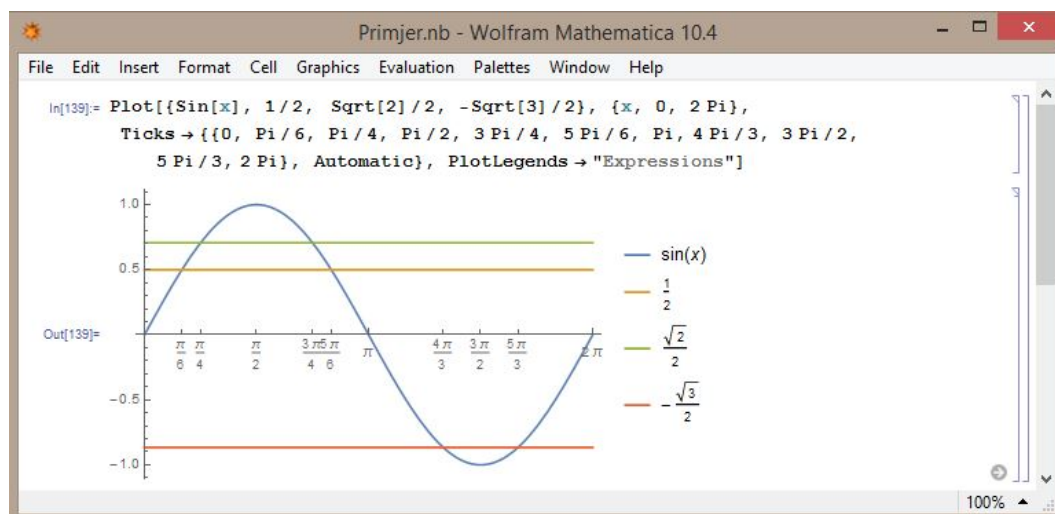 Primjer.nb - Wolfram Mathematica 10.4
File Edit Insert Format Cell Graphics Evaluation Palettes Window Help
In[139]:= Plot[{Sin[x], 1/2, Sqrt[2]/2, -Sqrt[3]/2}, {x, 0, 2 Pi},
Ticks → {{0, Pi/6, Pi/4, Pi/2, 3 Pi/4, 5 Pi/6, Pi, 4 Pi/3, 3 Pi/2,
5 Pi/3, 2 Pi}, Automatic}, PlotLegends → "Expressions"]
1.0
sin(x)
0.5
1/2
Out[139]=
π/6 π/4 π/2 3π/4 5π/6 π 4π/3 3π/2 5π/3 2π
√2/2
-0.5
-√3/2
-1.0
100%